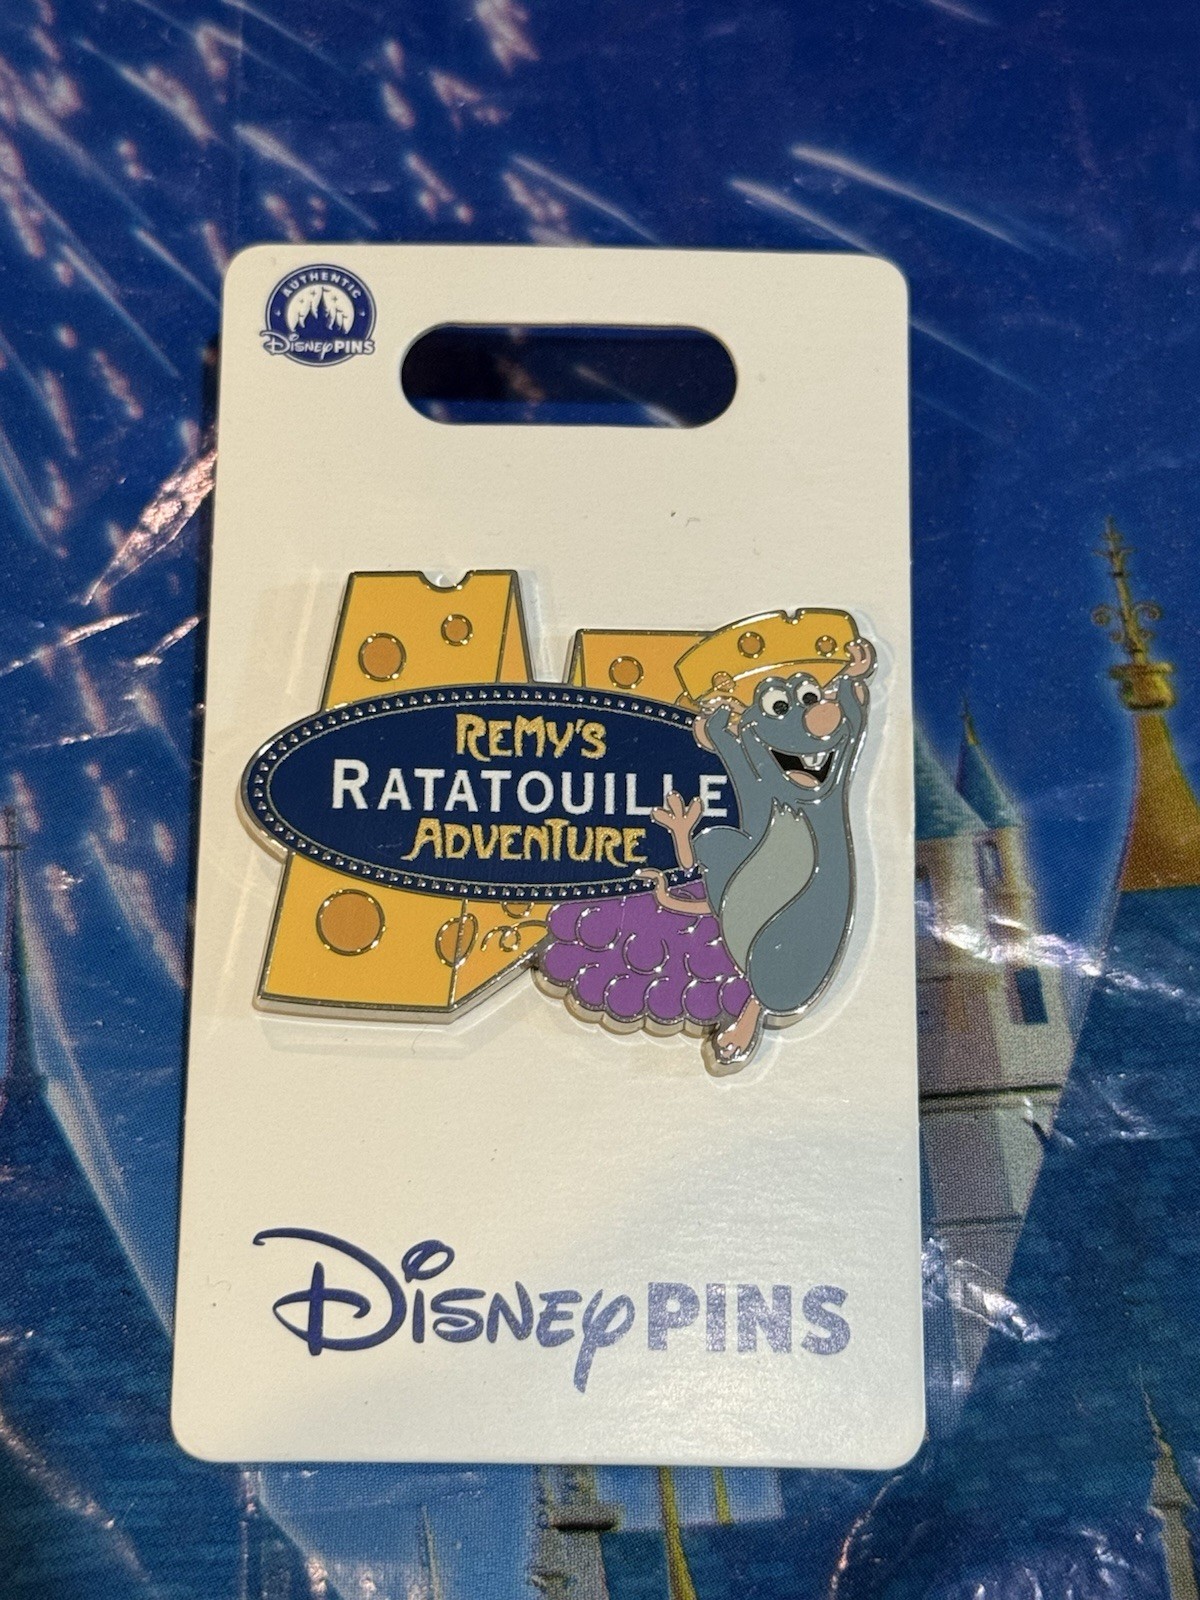 AUTHENTIC
DISNEY PINS
REMY'S
RATATOUILLE
ADVENTURE
DISNEY PINS